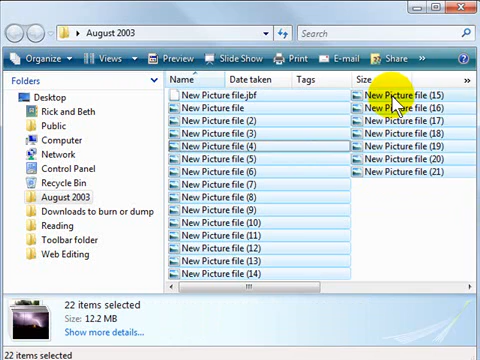 August 2003
Search
Organize
Views
Preview
Slide Show
Print
E-mail
Share
»
?
Folders
Desktop
Rick and Beth
Public
Computer
Network
Control Panel
Recycle Bin
August 2003
Downloads to burn or dump
Reading
Toolbar folder
Web Editing
Name
Date taken
Tags
Size
»
New Picture file.jbf
New Picture file
New Picture file (2)
New Picture file (3)
New Picture file (4)
New Picture file (5)
New Picture file (6)
New Picture file (7)
New Picture file (8)
New Picture file (9)
New Picture file (10)
New Picture file (11)
New Picture file (12)
New Picture file (13)
New Picture file (14)
New Picture file (15)
New Picture file (16)
New Picture file (17)
New Picture file (18)
New Picture file (19)
New Picture file (20)
New Picture file (21)
22 items selected
Size: 12.2 MB
Show more details...
22 items selected